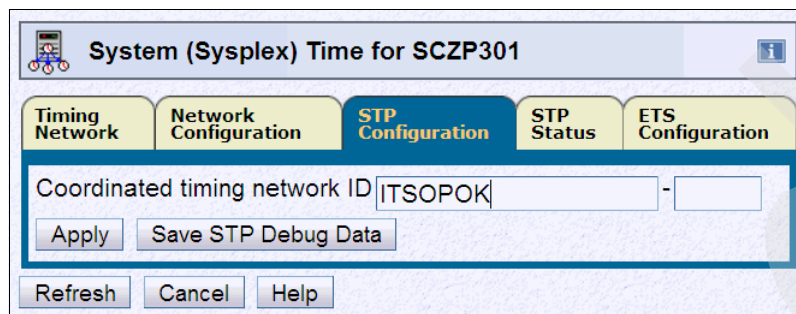 System (Sysplex) Time for SCZP301
i
Timing Network
Network Configuration
STP Configuration
STP Status
ETS Configuration
Coordinated timing network ID ITSOPOK -
Apply Save STP Debug Data
Refresh Cancel Help